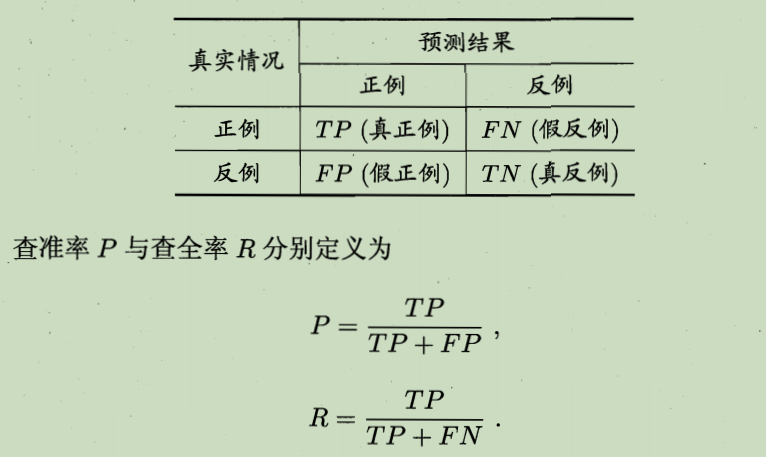 真实情况 预测结果
正例 反例
正例 TP (真正例) FN (假反例)
反例 FP (假正例) TN (真反例)
查准率 P 与查全率 R 分别定义为
P = TP / (TP + FP) ,
R = TP / (TP + FN) .